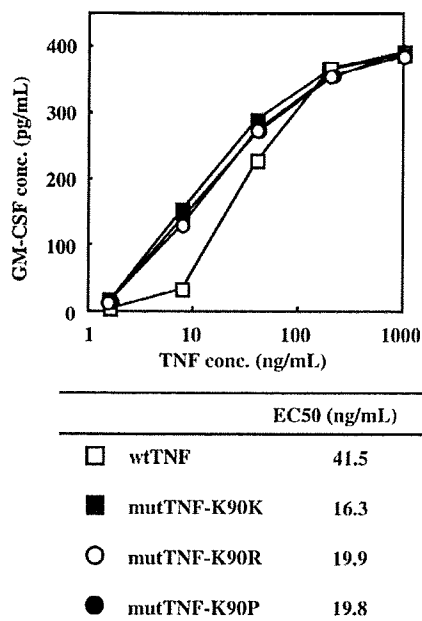 GM-CSF conc. (pg/mL)
400
300
200
100
0
1 10 100 1000
TNF conc. (ng/mL)
EC50 (ng/mL)
wtTNF 41.5
mutTNF-K90K 16.3
mutTNF-K90R 19.9
mutTNF-K90P 19.8